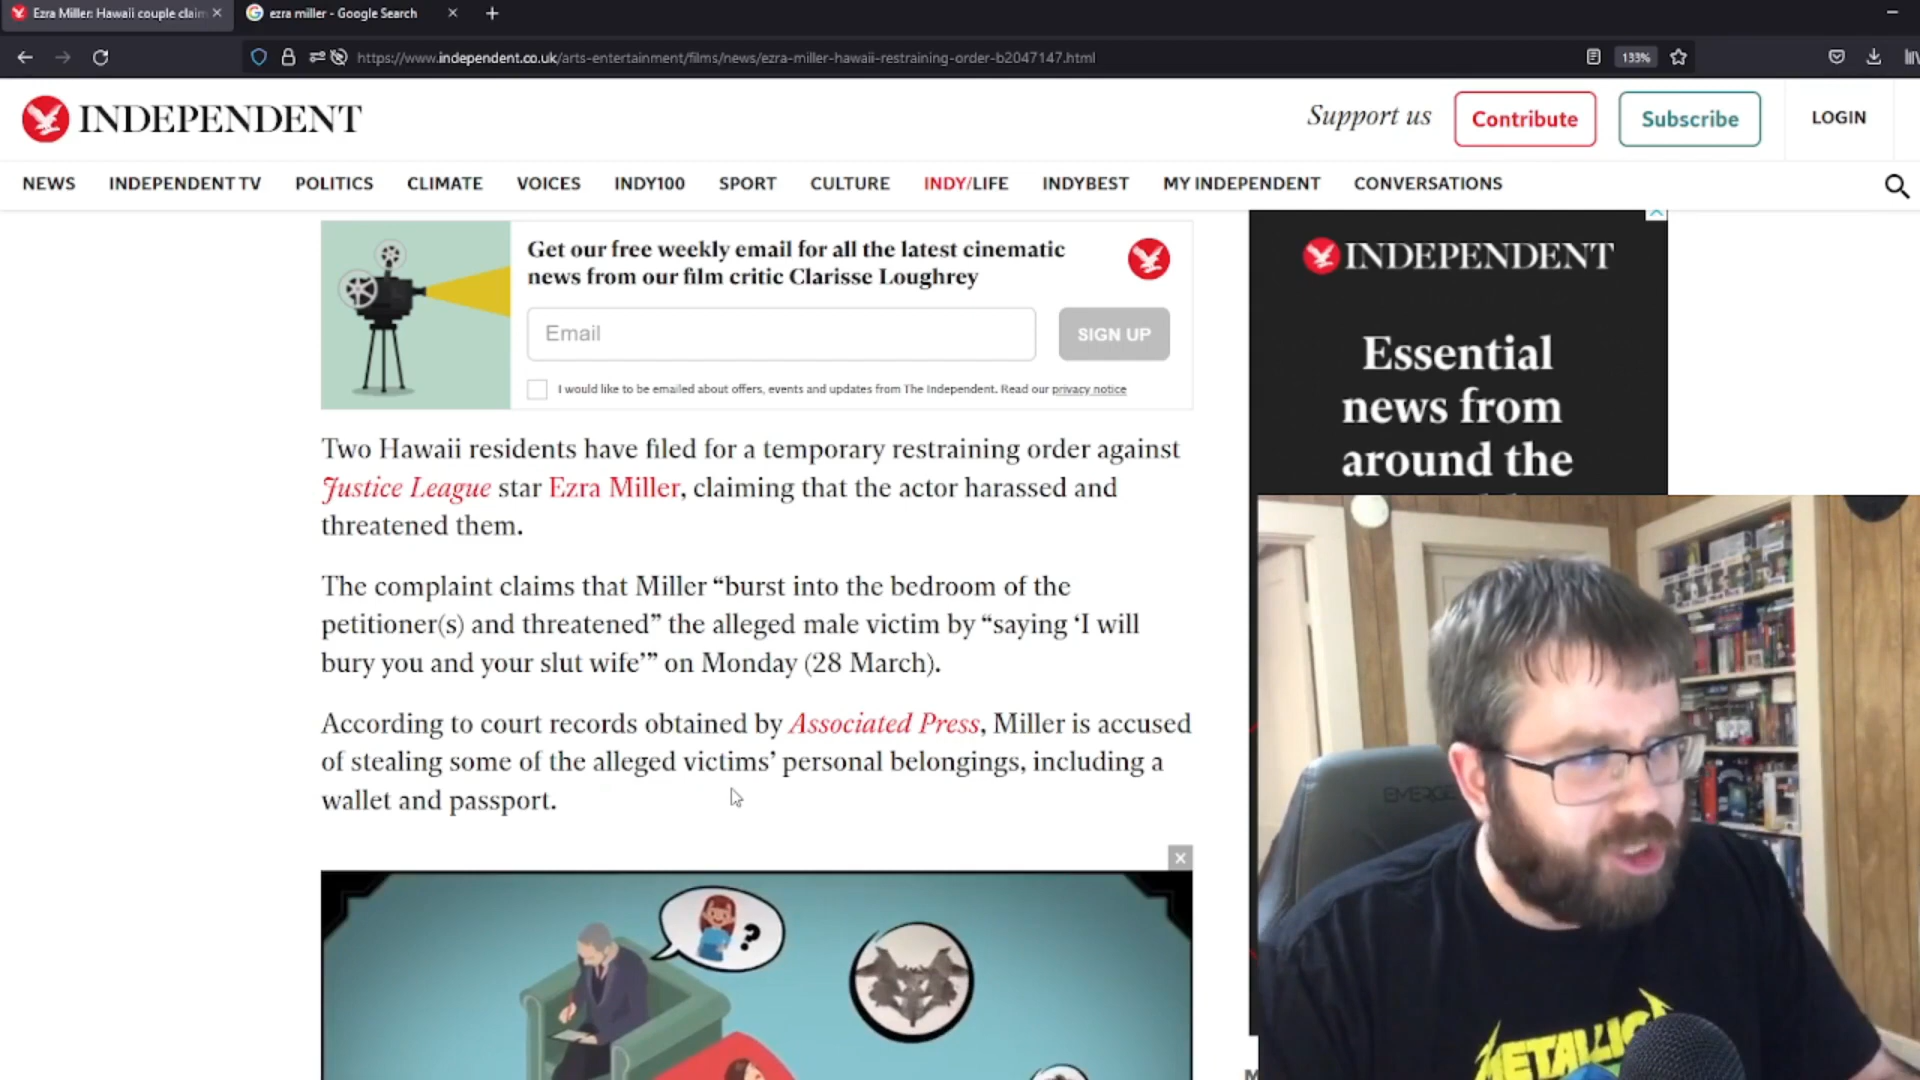 Ezra Miller: Hawaii couple claim
ezra miller - Google Search
https://www.independent.co.uk/arts-entertainment/films/news/ezra-miller-hawaii-restraining-order-b2047147.html
133%
INDEPENDENT
Support us
Contribute
Subscribe
LOGIN
NEWS INDEPENDENT TV POLITICS CLIMATE VOICES INDY100 SPORT CULTURE INDY/LIFE INDYBEST MY INDEPENDENT CONVERSATIONS
Get our free weekly email for all the latest cinematic
news from our film critic Clarisse Loughrey
Email
SIGN UP
I would like to be emailed about offers, events and updates from The Independent. Read our privacy notice
Two Hawaii residents have filed for a temporary restraining order against
Justice League star Ezra Miller, claiming that the actor harassed and
threatened them.
The complaint claims that Miller “burst into the bedroom of the
petitioner(s) and threatened” the alleged male victim by “saying ‘I will
bury you and your slut wife’” on Monday (28 March).
According to court records obtained by Associated Press, Miller is accused
of stealing some of the alleged victims’ personal belongings, including a
wallet and passport.
?
INDEPENDENT
Essential
news from
around the
METALLIC